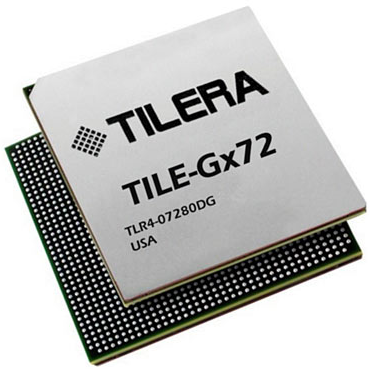 TILERA
TILE-Gx72
TLR4-07280DG
USA